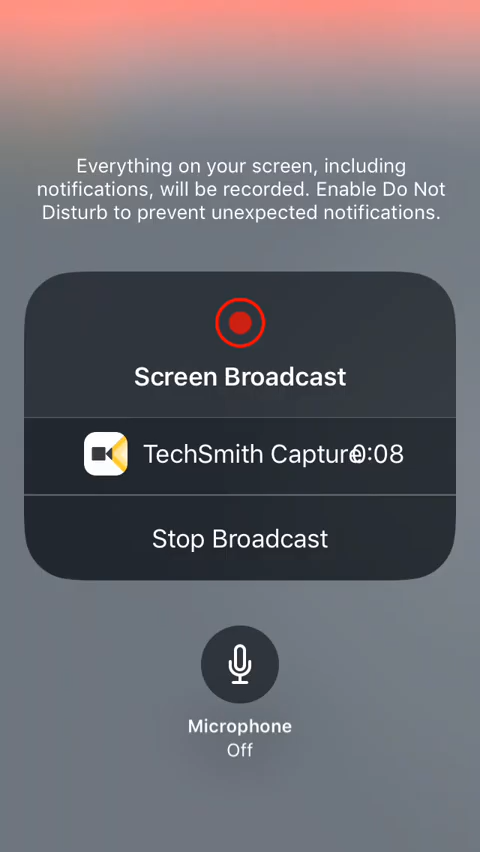 Everything on your screen, including
notifications, will be recorded. Enable Do Not
Disturb to prevent unexpected notifications.
Screen Broadcast
TechSmith Capture 0:08
Stop Broadcast
Microphone
Off